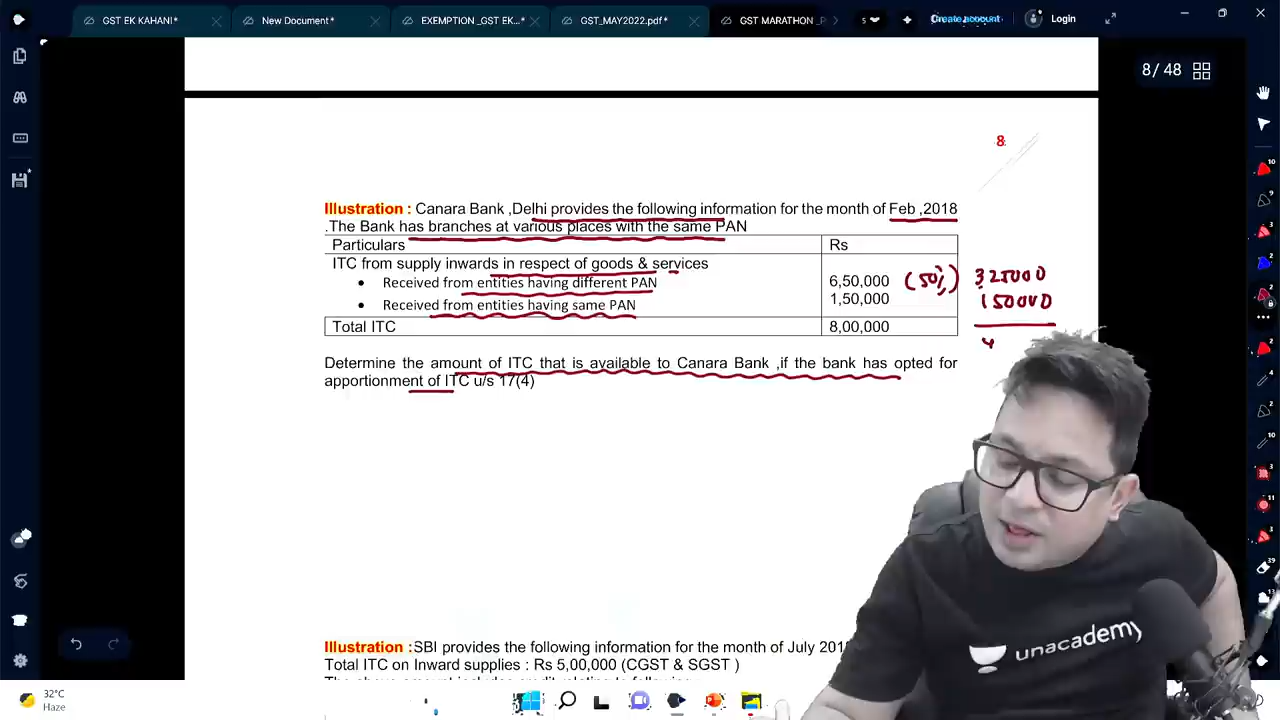 GST EK KAHANI*
New Document*
EXEMPTION _GST EK...*
GST_MAY2022.pdf*
GST MARATHON _P
5
Create account
Login
8/ 48
8
Illustration : Canara Bank ,Delhi provides the following information for the month of Feb ,2018
.The Bank has branches at various places with the same PAN
Particulars Rs
ITC from supply inwards in respect of goods & services
• Received from entities having different PAN 6,50,000 (50%) 325000
• Received from entities having same PAN 1,50,000 150000
Total ITC 8,00,000
Determine the amount of ITC that is available to Canara Bank ,if the bank has opted for
apportionment of ITC u/s 17(4)
unacademy
Illustration :SBI provides the following information for the month of July 201
Total ITC on Inward supplies : Rs 5,00,000 (CGST & SGST )
32°C
Haze